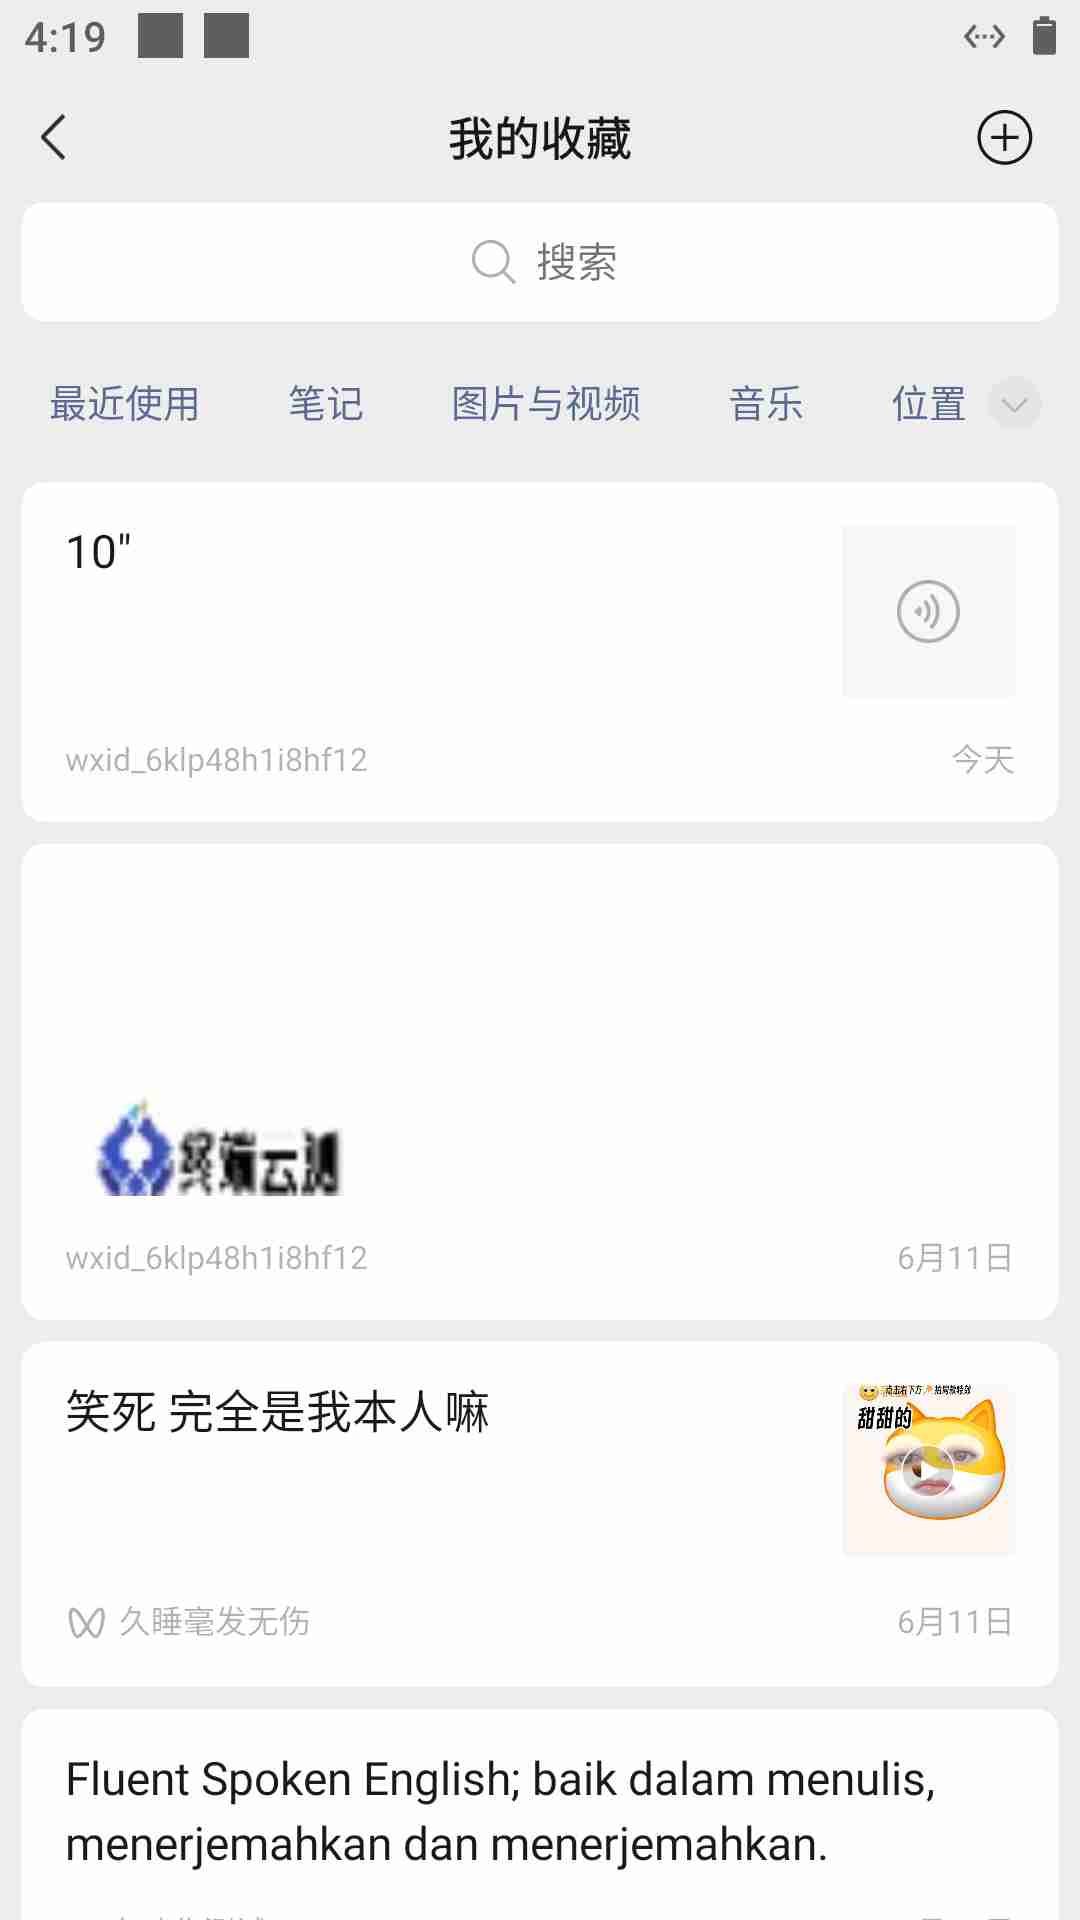 4:19
我的收藏
搜索
最近使用 笔记 图片与视频 音乐 位置
10"
wxid_6klp48h1i8hf12 今天
终端云测
wxid_6klp48h1i8hf12 6月11日
笑死 完全是我本人嘛
甜甜的
久睡毫发无伤 6月11日
Fluent Spoken English; baik dalam menulis,
menerjemahkan dan menerjemahkan.